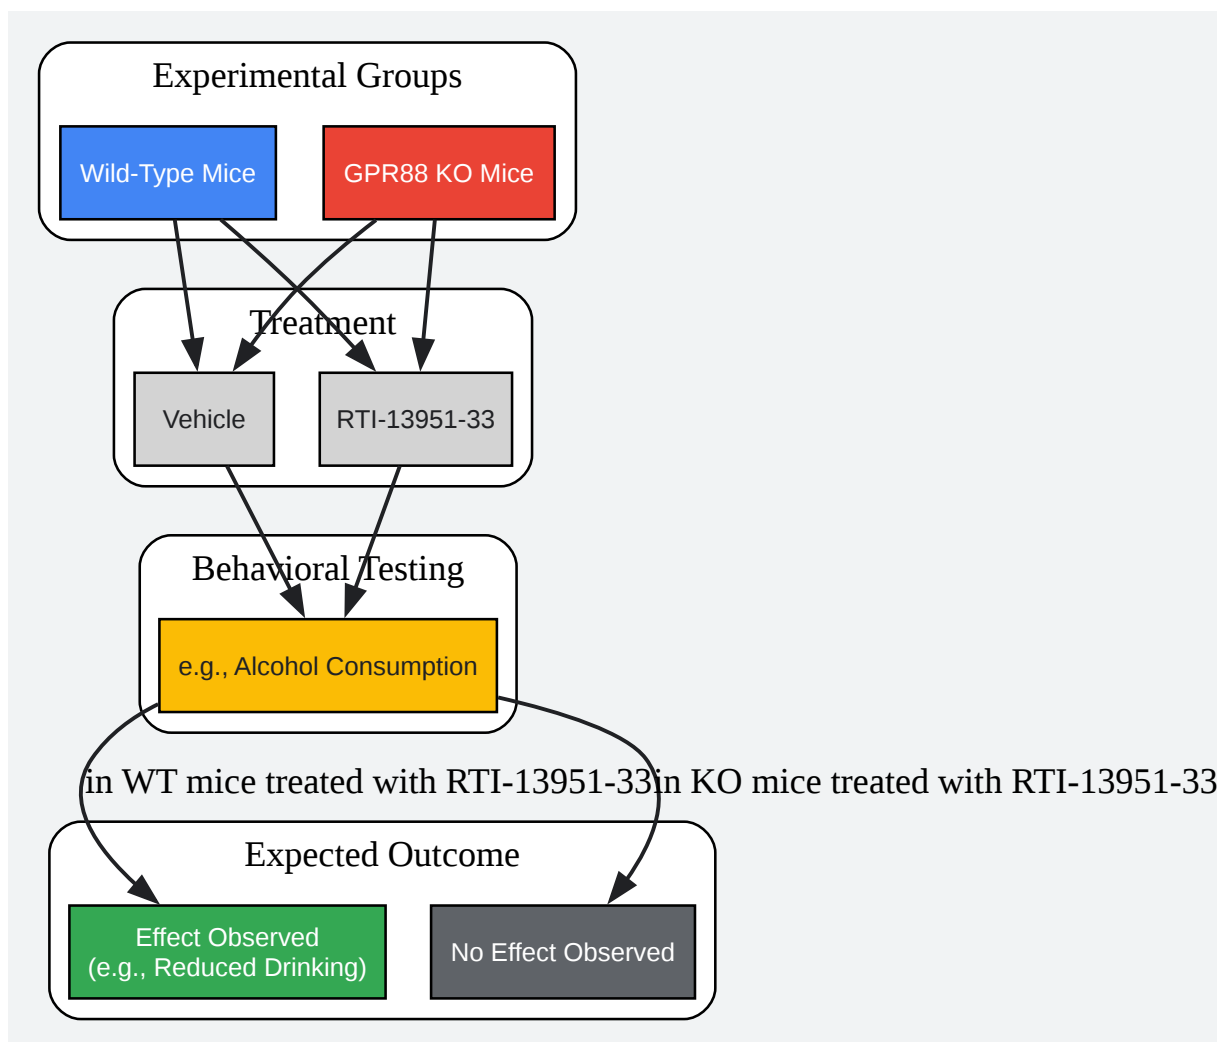 Experimental Groups
Wild-Type Mice
GPR88 KO Mice
Treatment
Vehicle
RTI-13951-33
Behavioral Testing
e.g., Alcohol Consumption
in WT mice treated with RTI-13951-33
in KO mice treated with RTI-13951-33
Expected Outcome
Effect Observed
(e.g., Reduced Drinking)
No Effect Observed